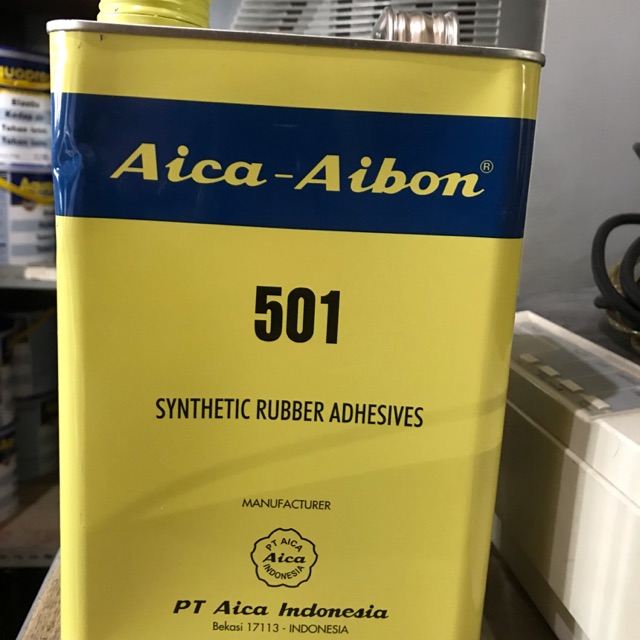 Aica-Aibon®
501
SYNTHETIC RUBBER ADHESIVES
MANUFACTURER
PT AICA
Aica
INDONESIA
PT Aica Indonesia
Bekasi 17113 - INDONESIA